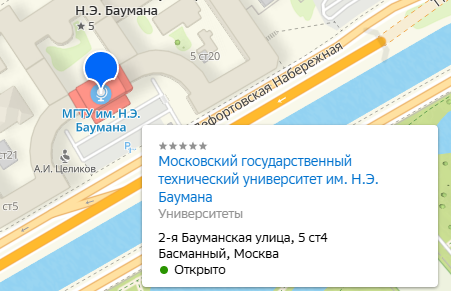 Н.Э. Баумана
5
5 ст20
Лефортовская Набережная
МГТУ им. Н.Э.
Баумана
А.И. Целиков
ст21
ст5
Московский государственный
технический университет им. Н.Э.
Баумана
Университеты
2-я Бауманская улица, 5 ст4
Басманный, Москва
Открыто